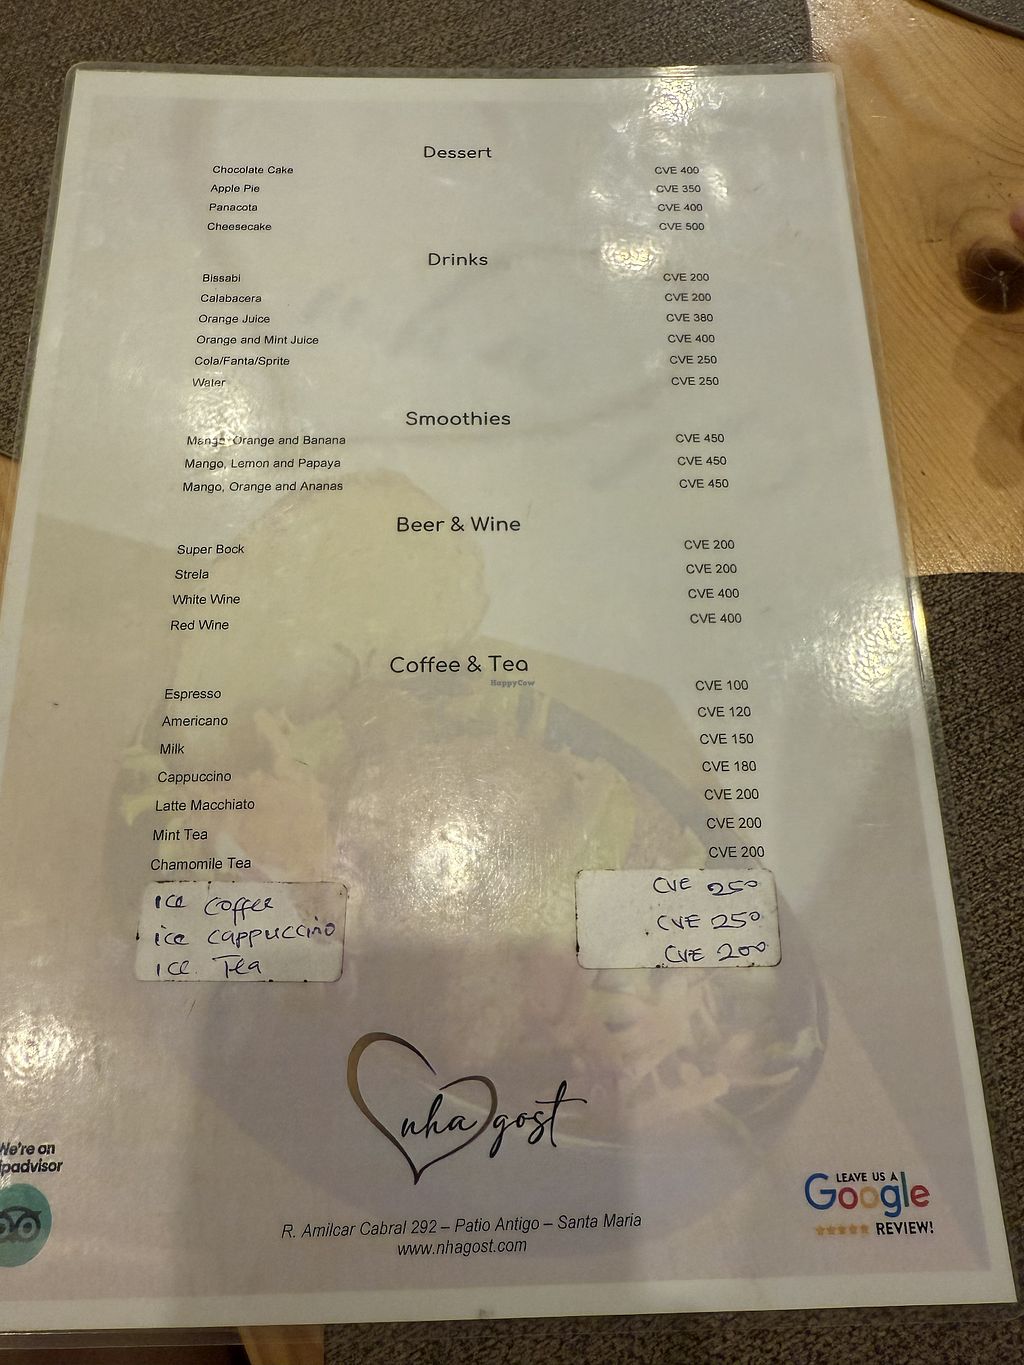 Dessert
Chocolate Cake CVE 400
Apple Pie CVE 350
Panacota CVE 400
Cheesecake CVE 500
Drinks
Bissabi CVE 200
Calabacera CVE 200
Orange Juice CVE 380
Orange and Mint Juice CVE 400
Cola/Fanta/Sprite CVE 250
Water CVE 250
Smoothies
Mango, Orange and Banana CVE 450
Mango, Lemon and Papaya CVE 450
Mango, Orange and Ananas CVE 450
Beer & Wine
Super Bock CVE 200
Strela CVE 200
White Wine CVE 400
Red Wine CVE 400
Coffee & Tea
HappyCow
Espresso CVE 100
Americano CVE 120
Milk CVE 150
Cappuccino CVE 180
Latte Macchiato CVE 200
Mint Tea CVE 200
Chamomile Tea CVE 200
ice coffee CVE 250
ice cappuccino CVE 250
ice Tea CVE 200
nha gost
We're on
ipadvisor
LEAVE US A
Google
REVIEW!
R. Amilcar Cabral 292 – Patio Antigo – Santa Maria
www.nhagost.com